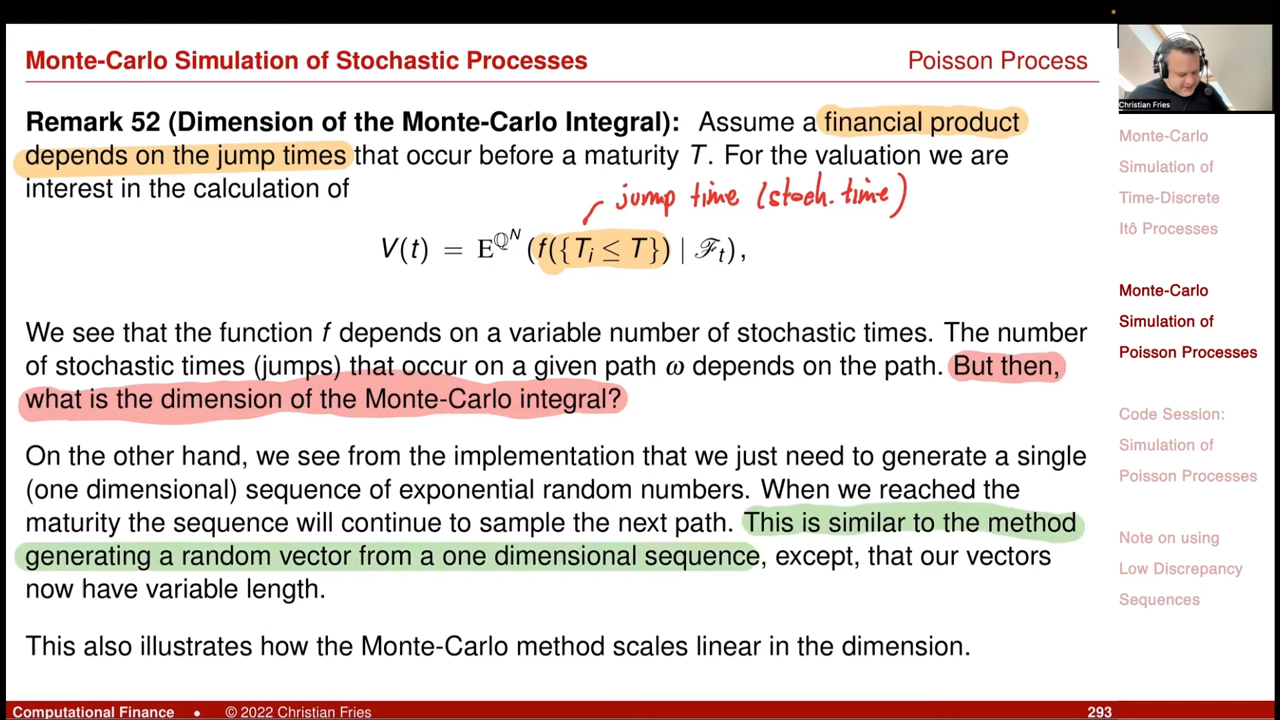 Monte-Carlo Simulation of Stochastic Processes
Poisson Process
Christian Fries
Remark 52 (Dimension of the Monte-Carlo Integral): Assume a financial product
depends on the jump times that occur before a maturity T. For the valuation we are
interest in the calculation of
jump time (stoch. time)
V(t) = E^{ℚ^N} (f({T_i ≤ T}) | ℱ_t),
We see that the function f depends on a variable number of stochastic times. The number
of stochastic times (jumps) that occur on a given path ω depends on the path. But then,
what is the dimension of the Monte-Carlo integral?
On the other hand, we see from the implementation that we just need to generate a single
(one dimensional) sequence of exponential random numbers. When we reached the
maturity the sequence will continue to sample the next path. This is similar to the method
generating a random vector from a one dimensional sequence, except, that our vectors
now have variable length.
This also illustrates how the Monte-Carlo method scales linear in the dimension.
Monte-Carlo
Simulation of
Time-Discrete
Itô Processes
Monte-Carlo
Simulation of
Poisson Processes
Code Session:
Simulation of
Poisson Processes
Note on using
Low Discrepancy
Sequences
Computational Finance • © 2022 Christian Fries
293